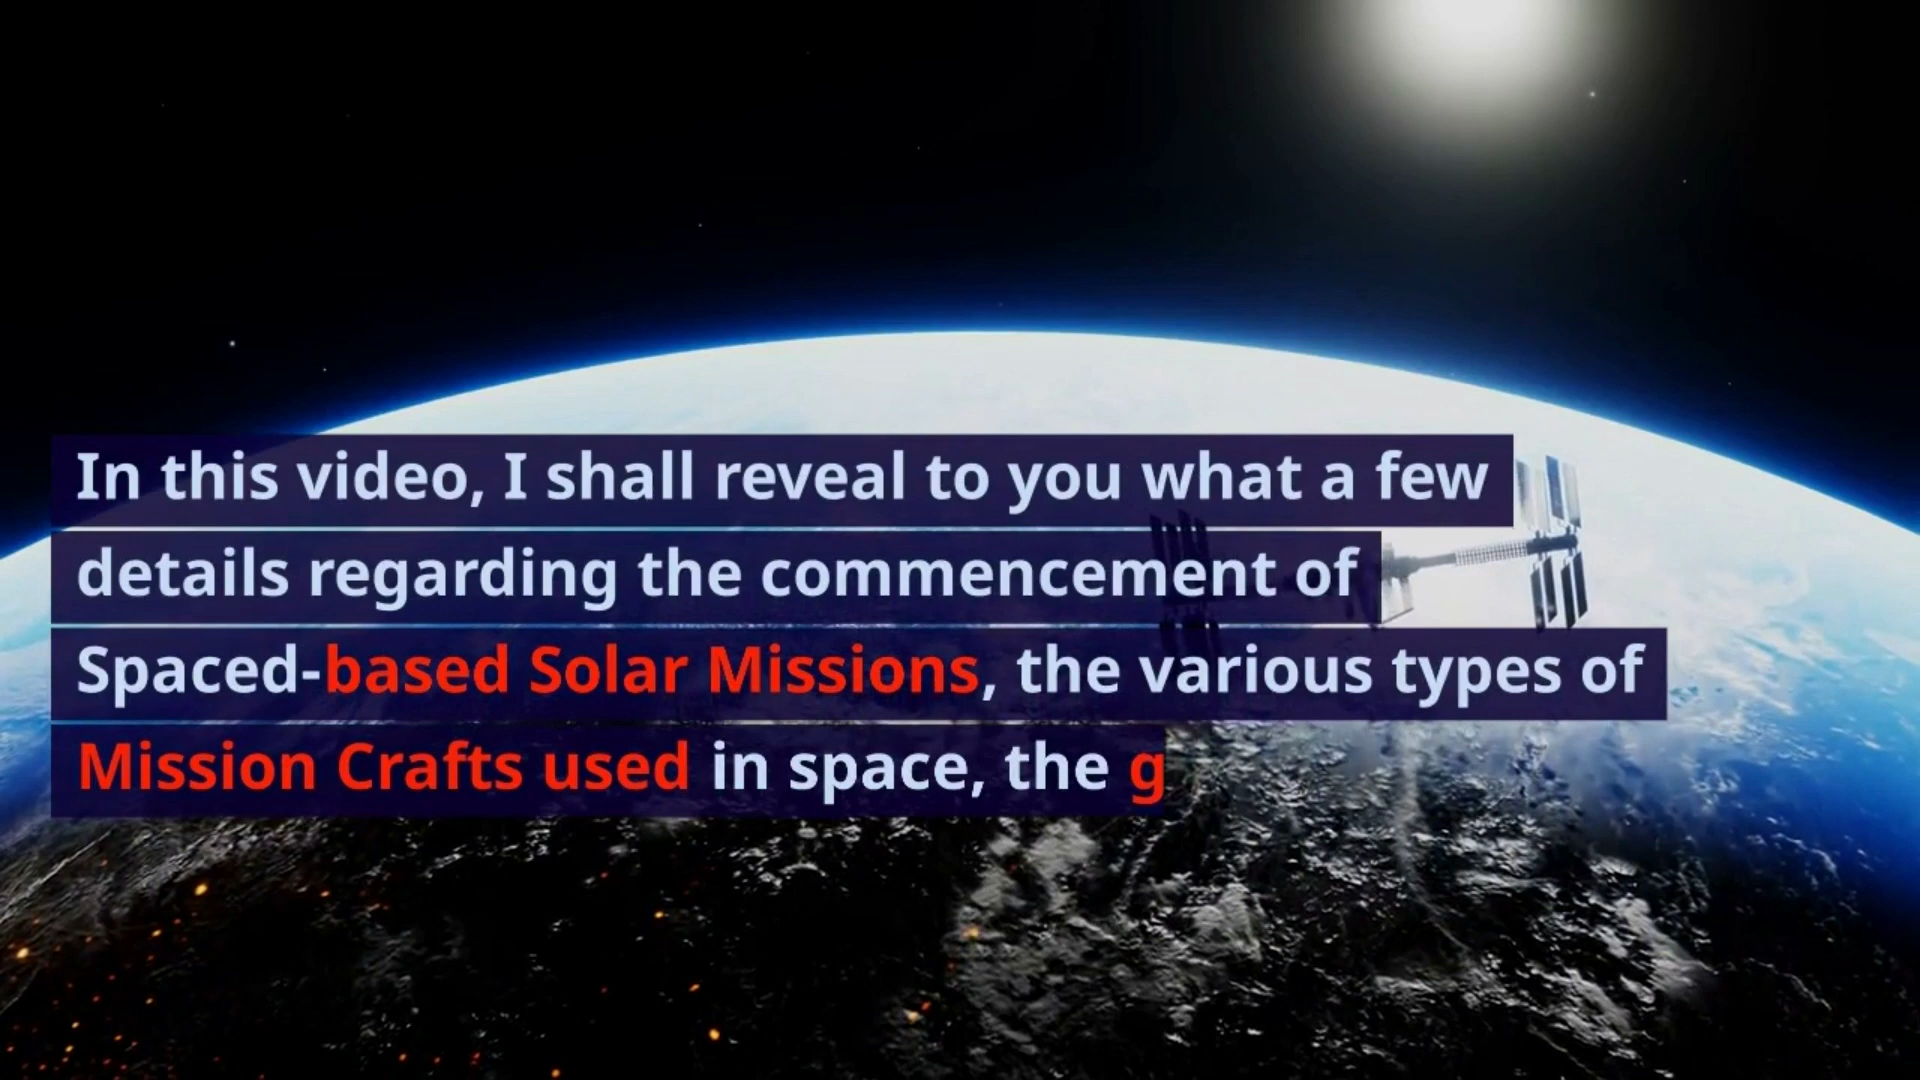 In this video, I shall reveal to you what a few
details regarding the commencement of
Spaced-based Solar Missions, the various types of
Mission Crafts used in space, the g